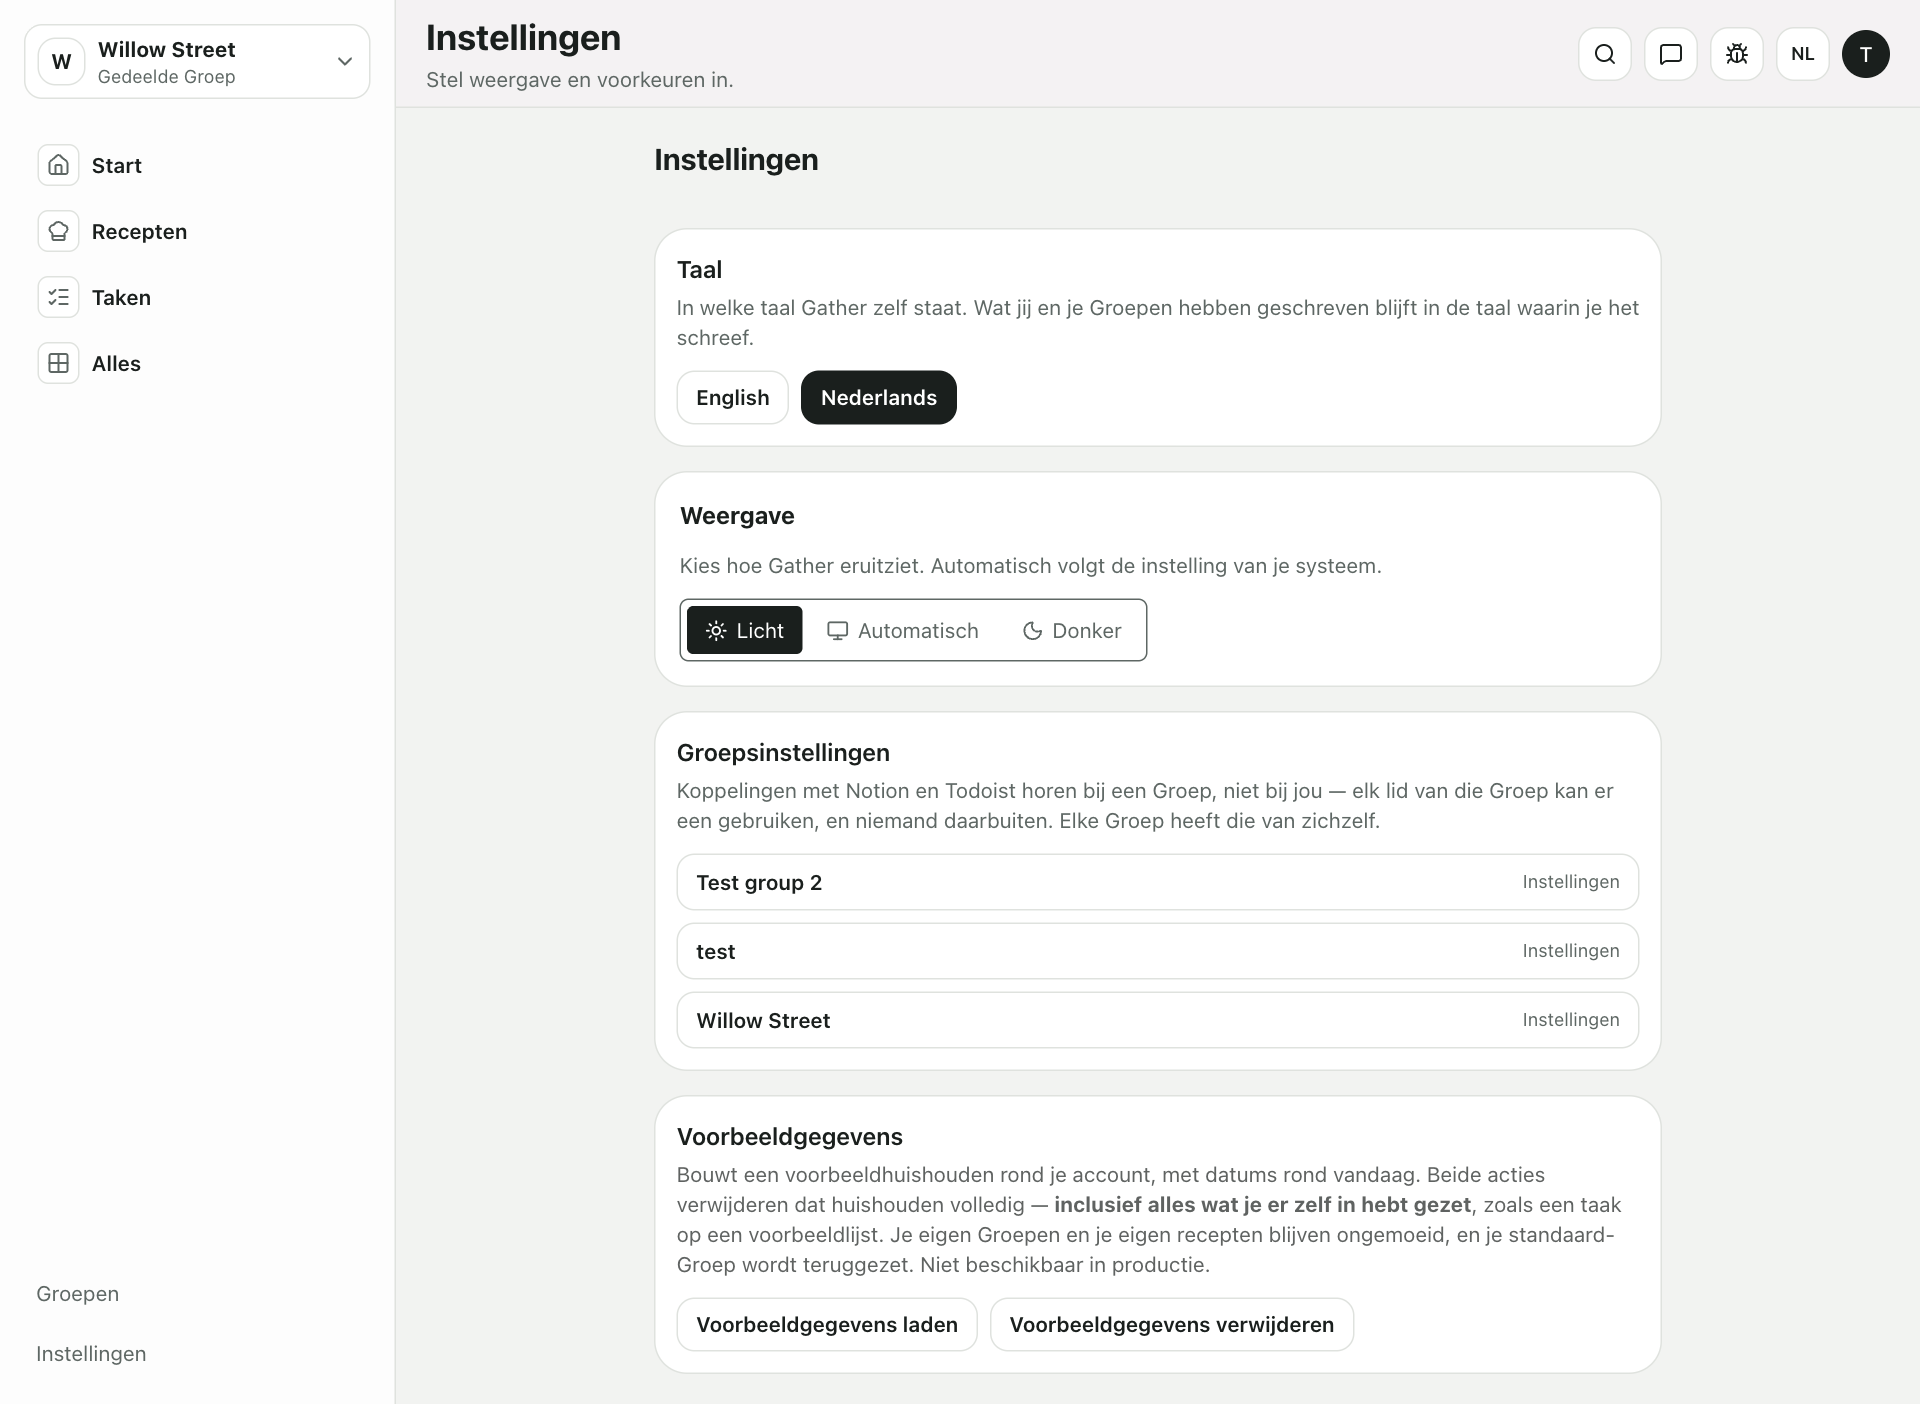 W
Willow Street
Gedeelde Groep
Start
Recepten
Taken
Alles
Groepen
Instellingen
Instellingen
Stel weergave en voorkeuren in.
NL
T
Instellingen
Taal
In welke taal Gather zelf staat. Wat jij en je Groepen hebben geschreven blijft in de taal waarin je het
schreef.
English
Nederlands
Weergave
Kies hoe Gather eruitziet. Automatisch volgt de instelling van je systeem.
Licht
Automatisch
Donker
Groepsinstellingen
Koppelingen met Notion en Todoist horen bij een Groep, niet bij jou — elk lid van die Groep kan er
een gebruiken, en niemand daarbuiten. Elke Groep heeft die van zichzelf.
Test group 2
Instellingen
test
Instellingen
Willow Street
Instellingen
Voorbeeldgegevens
Bouwt een voorbeeldhuishouden rond je account, met datums rond vandaag. Beide acties
verwijderen dat huishouden volledig — inclusief alles wat je er zelf in hebt gezet, zoals een taak
op een voorbeeldlijst. Je eigen Groepen en je eigen recepten blijven ongemoeid, en je standaard-
Groep wordt teruggezet. Niet beschikbaar in productie.
Voorbeeldgegevens laden
Voorbeeldgegevens verwijderen